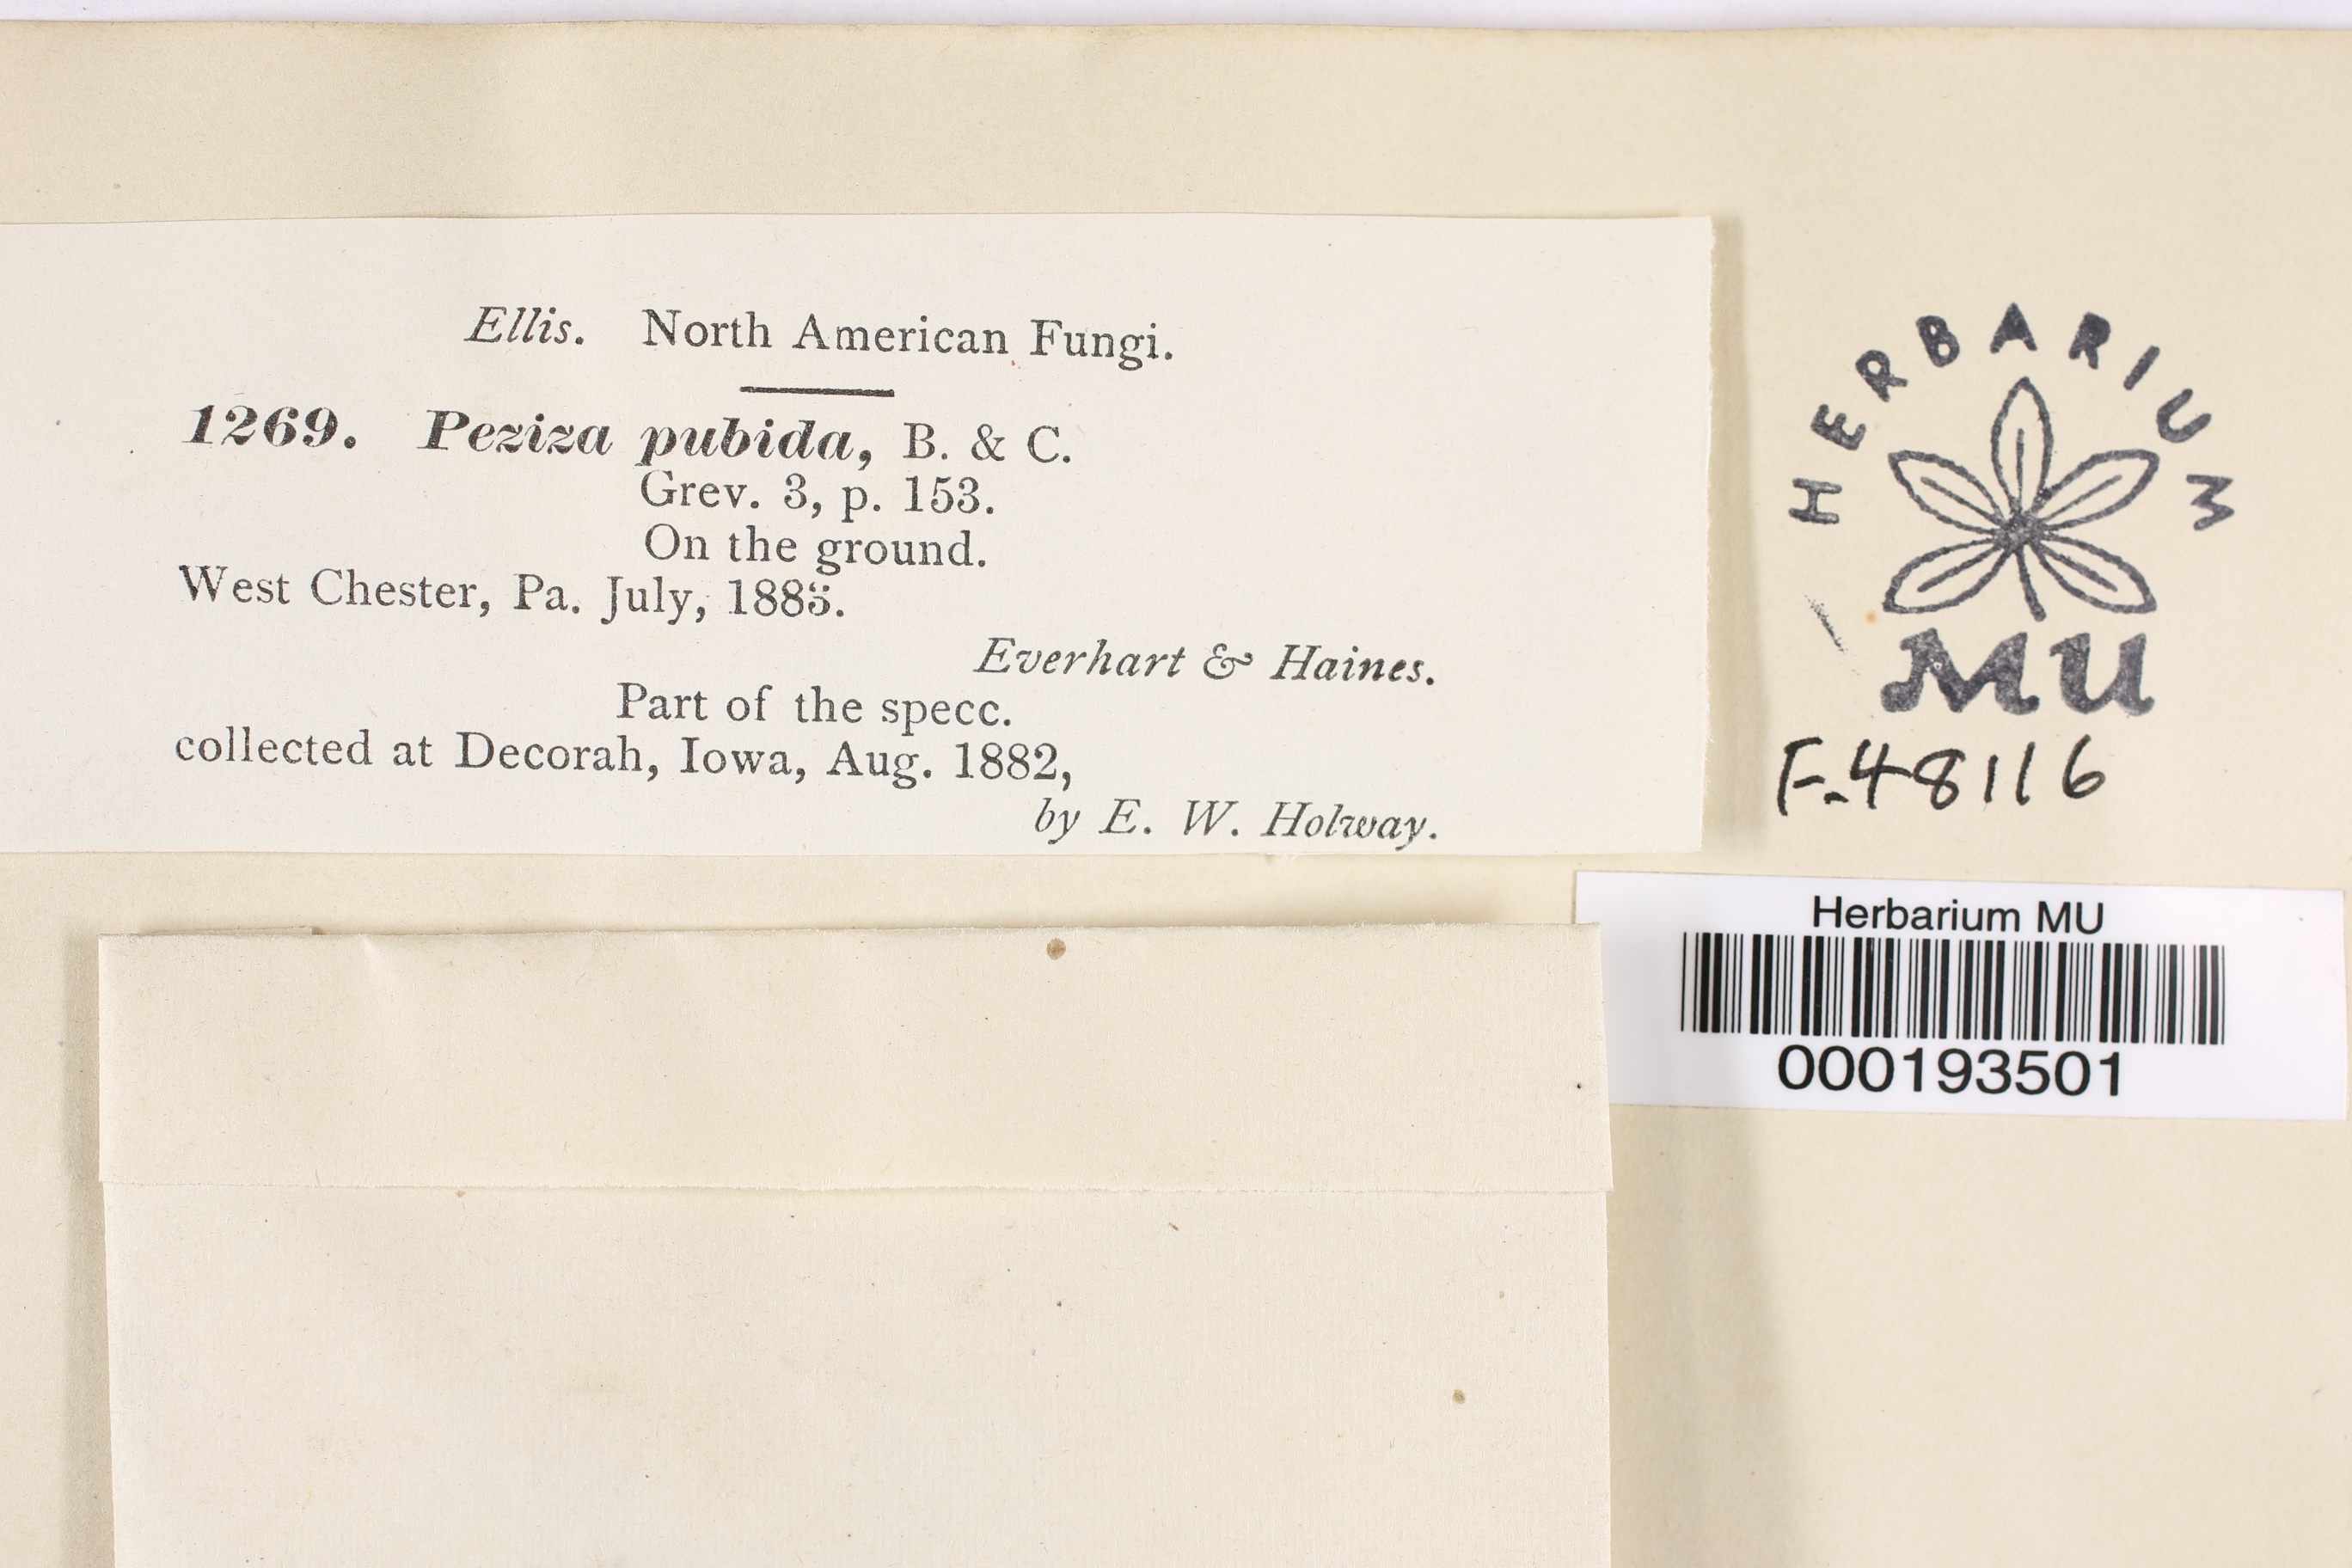 Ellis. North American Fungi.
1269. Peziza pubida, B. & C.
Grev. 3, p. 153.
On the ground.
West Chester, Pa. July,
Everhart & Haines.
Part of the specc.
collected at Decorah, Iowa, Aug. 1882,
by E. W. Holway.
HERBARIUM
MU
F-48116
Herbarium MU
000193501